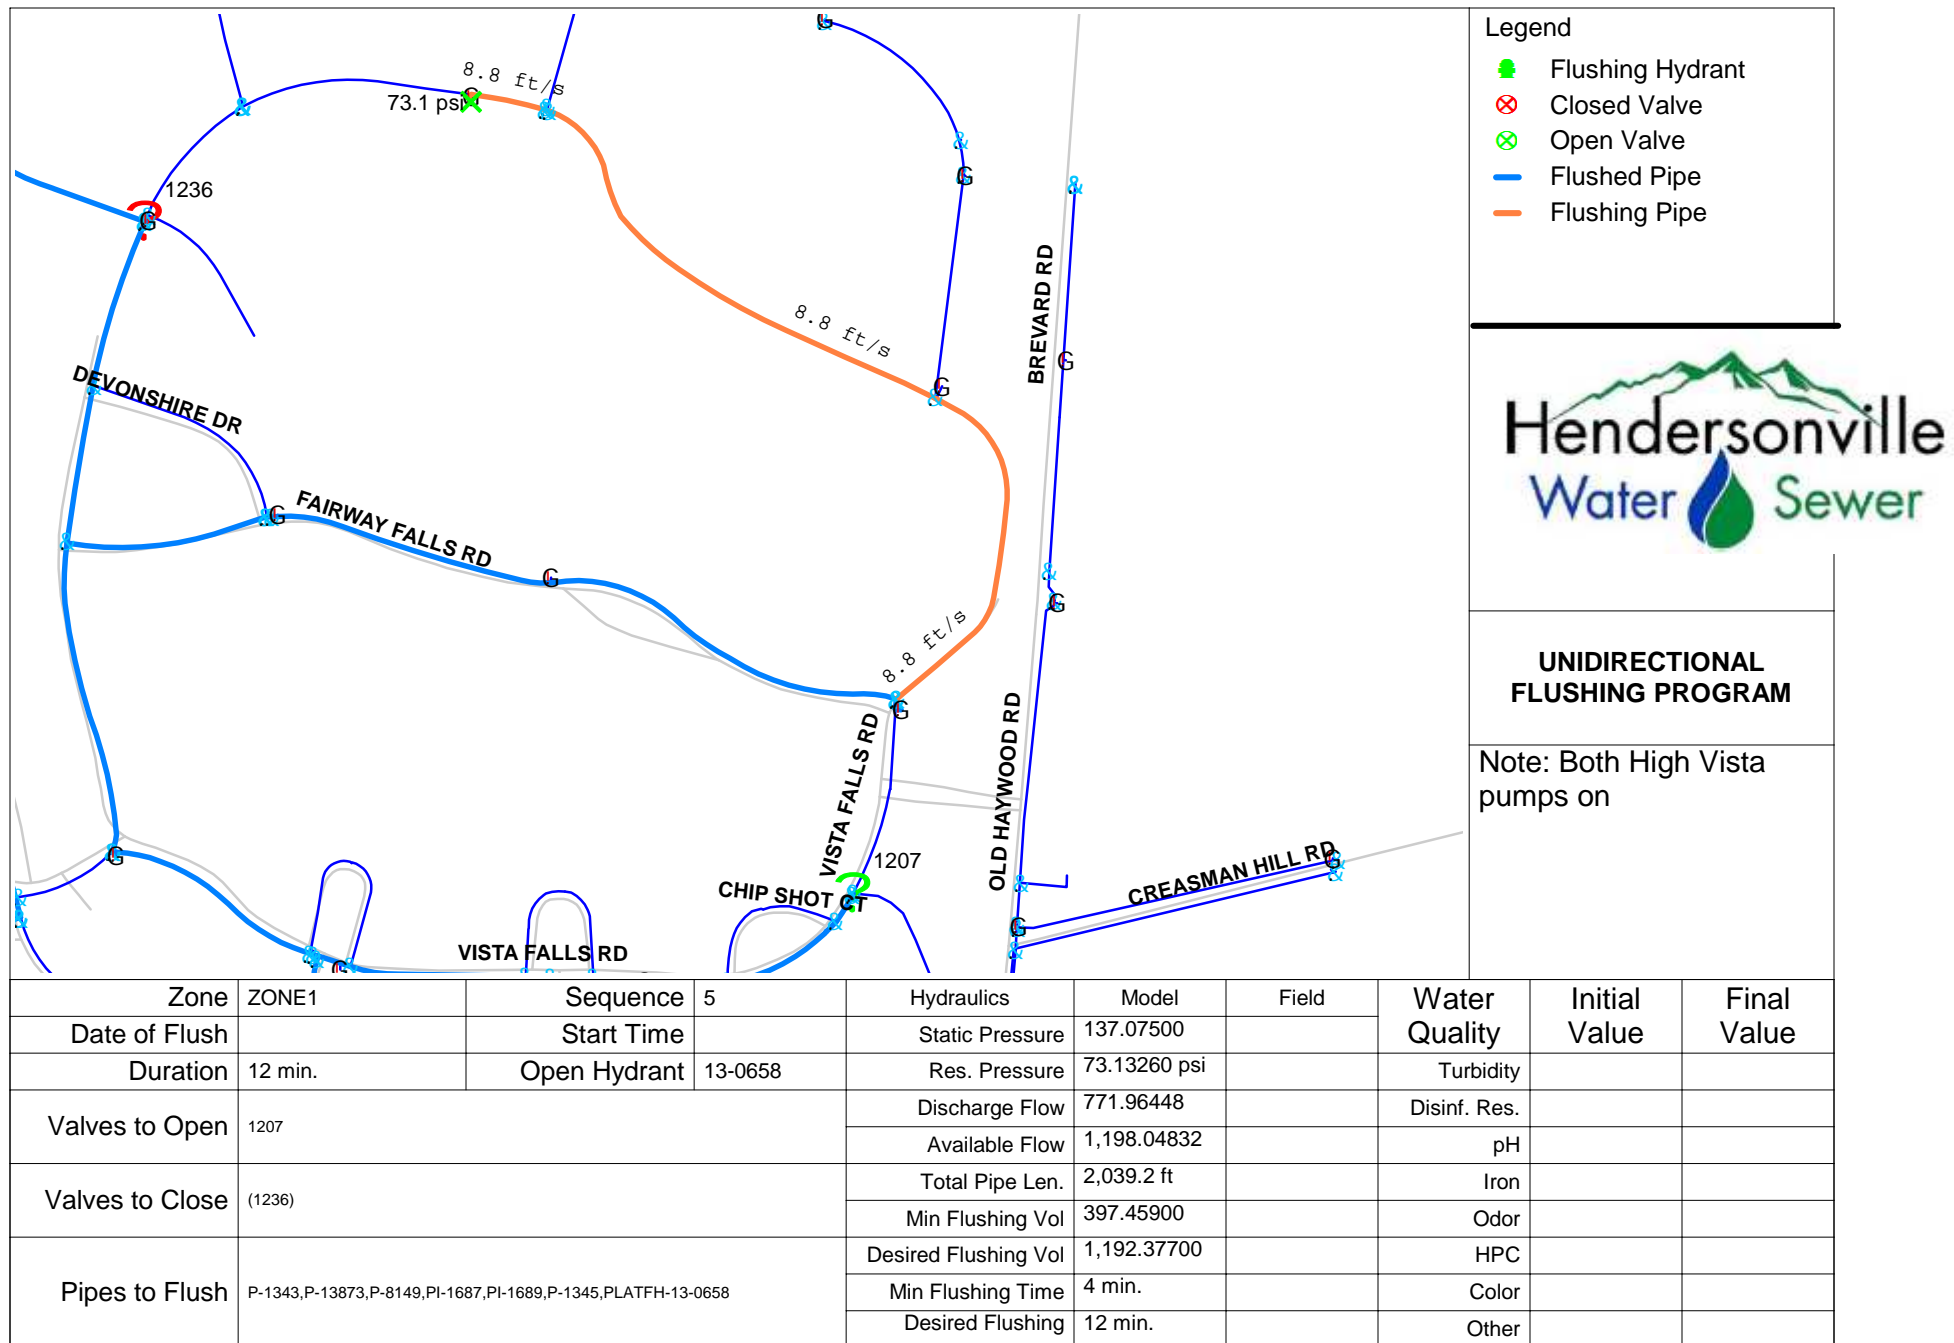 Legend
Flushing Hydrant
Closed Valve
Open Valve
Flushed Pipe
Flushing Pipe
Hendersonville
Water Sewer
UNIDIRECTIONAL
FLUSHING PROGRAM
Note: Both High Vista
pumps on
8.8 ft/s
73.1 psi
1236
8.8 ft/s
BREVARD RD
DEVONSHIRE DR
FAIRWAY FALLS RD
8.8 ft/s
VISTA FALLS RD
OLD HAYWOOD RD
1207
CHIP SHOT CT
CREASMAN HILL RD
VISTA FALLS RD
Zone ZONE1 Sequence 5 Hydraulics Model Field Water Quality Initial Value Final Value
Date of Flush Start Time Static Pressure 137.07500
Duration 12 min. Open Hydrant 13-0658 Res. Pressure 73.13260 psi Turbidity
Valves to Open 1207 Discharge Flow 771.96448 Disinf. Res.
Available Flow 1,198.04832 pH
Valves to Close (1236) Total Pipe Len. 2,039.2 ft Iron
Min Flushing Vol 397.45900 Odor
Pipes to Flush P-1343,P-13873,P-8149,PI-1687,PI-1689,P-1345,PLATFH-13-0658 Desired Flushing Vol 1,192.37700 HPC
Min Flushing Time 4 min. Color
Desired Flushing 12 min. Other